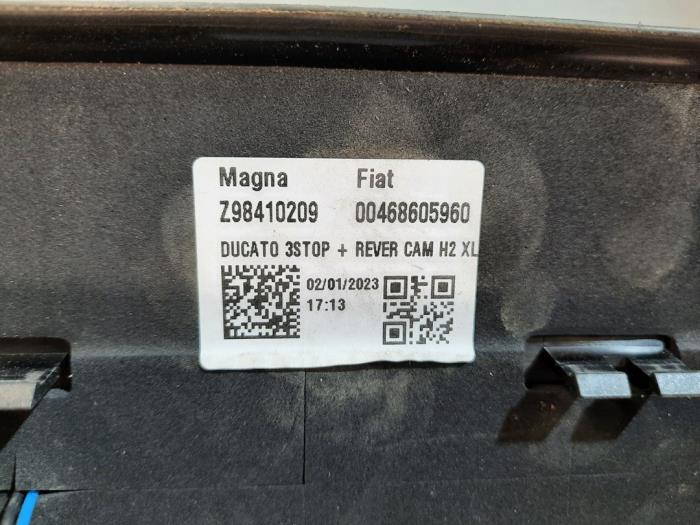 Magna Fiat
Z98410209 00468605960
DUCATO 3STOP + REVER CAM H2 XL
02/01/2023
17:13